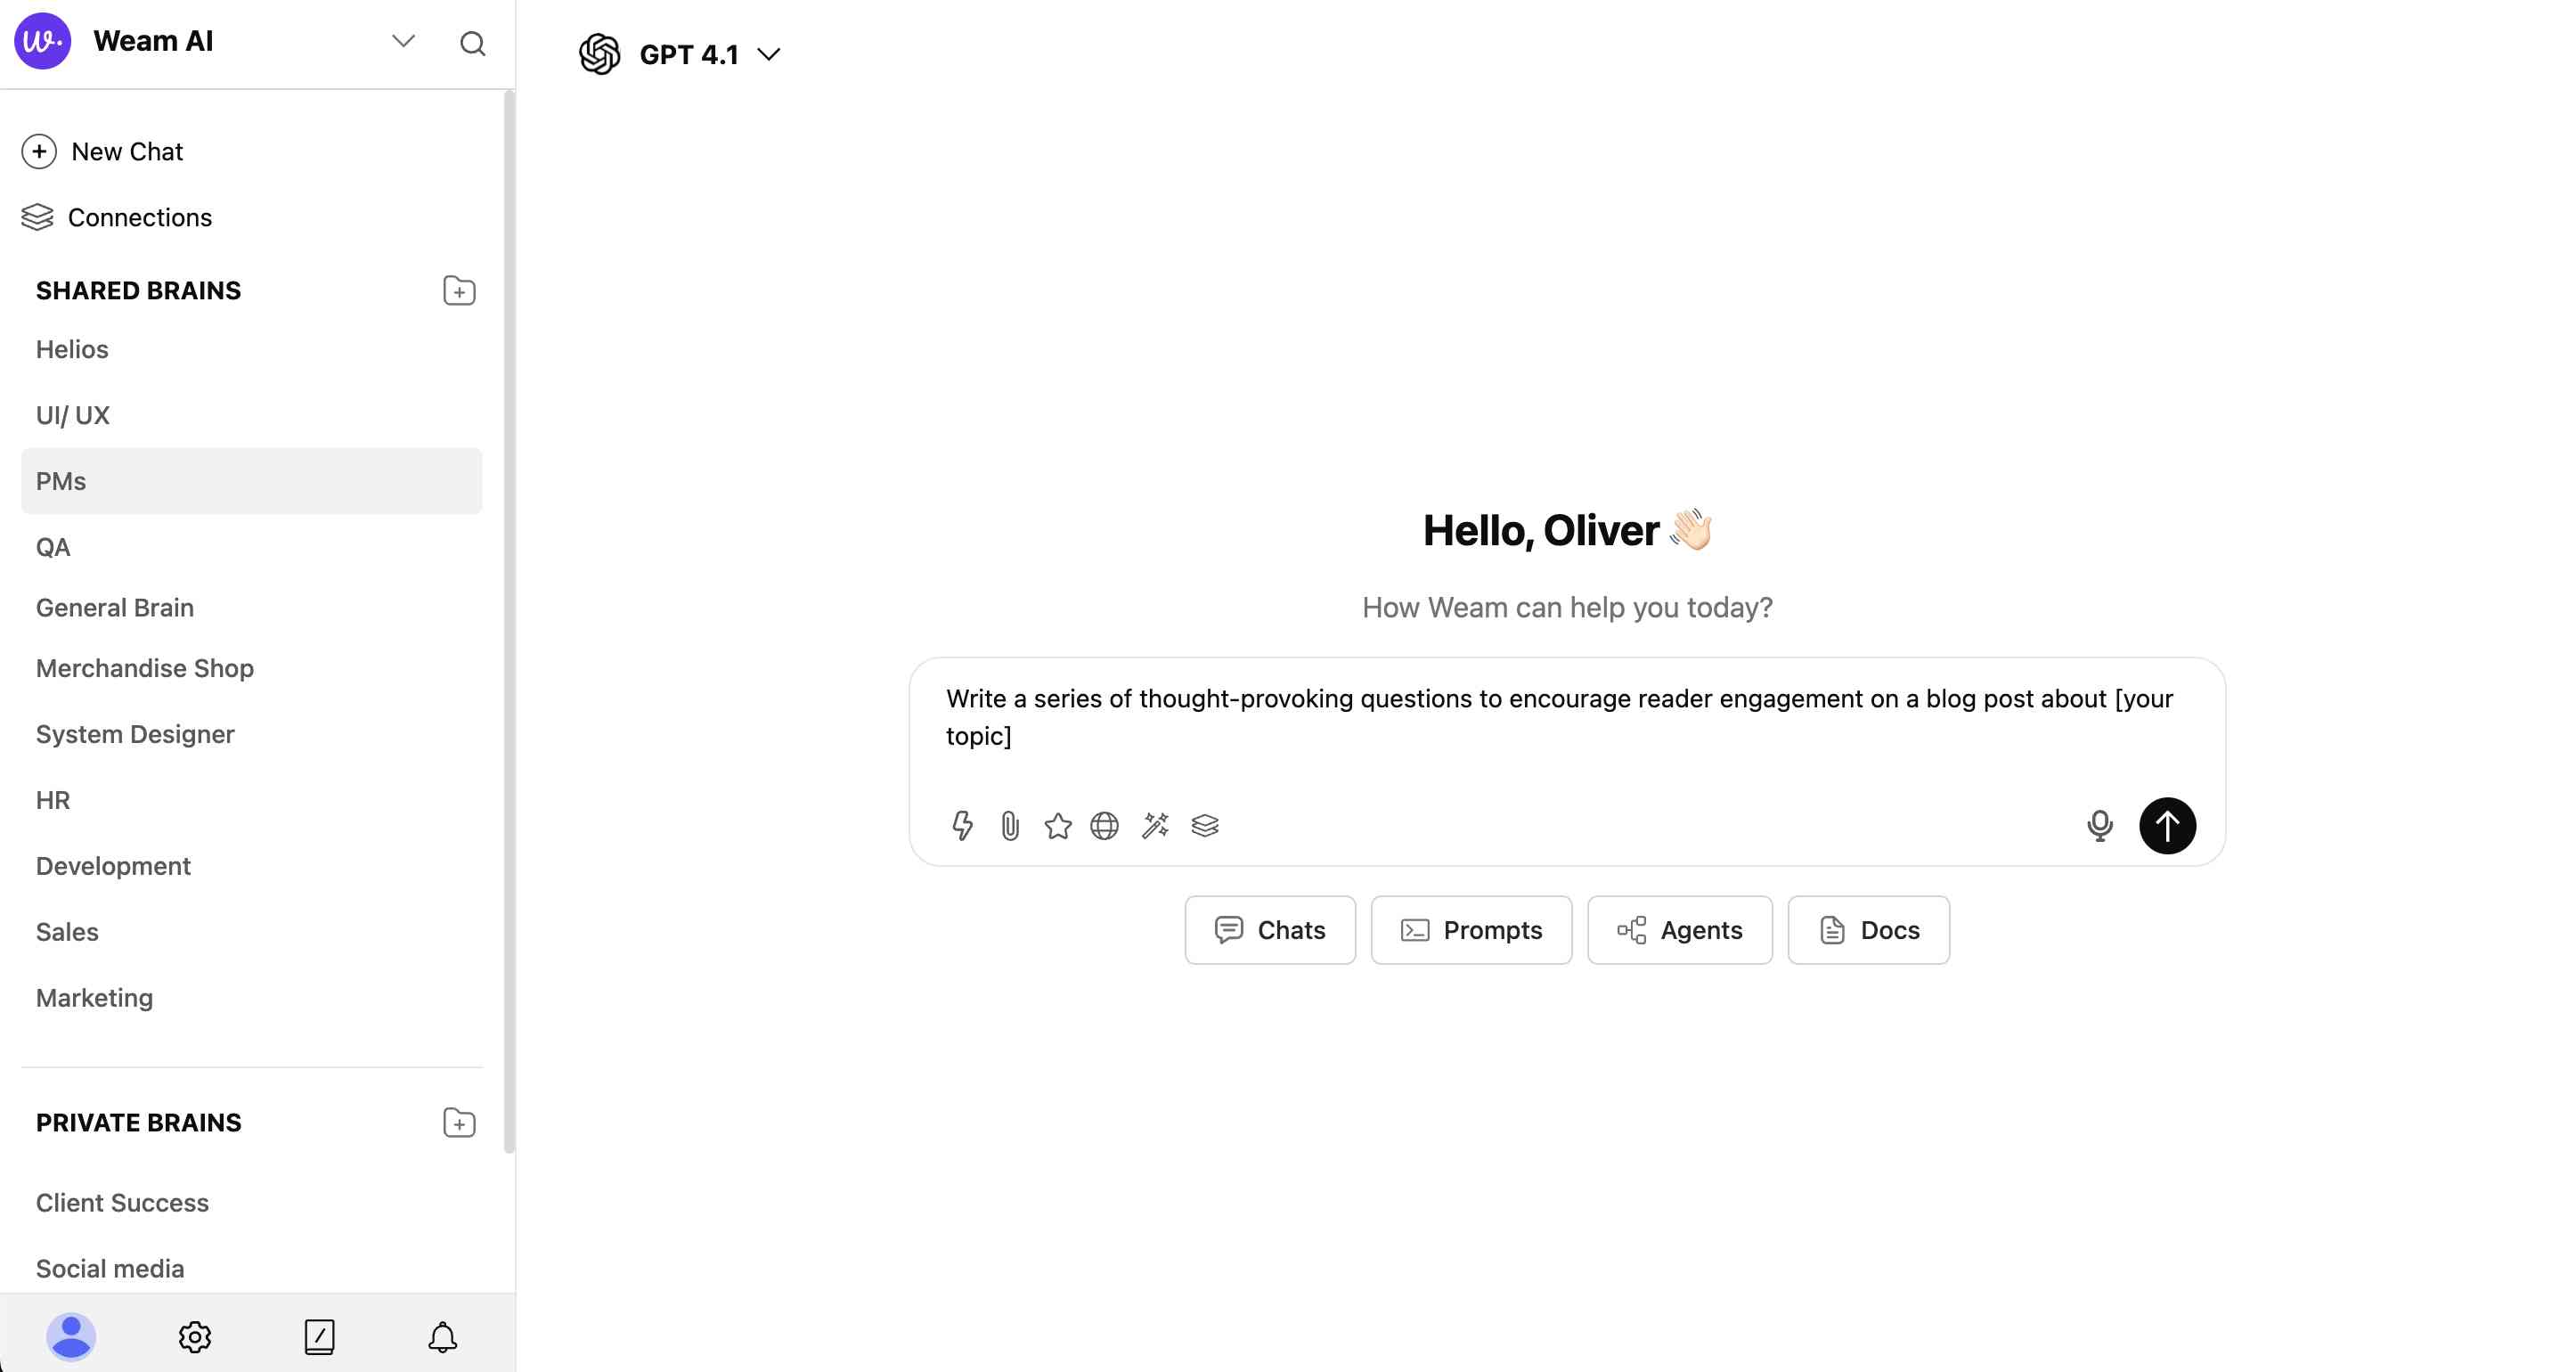 w.
Weam AI
GPT 4.1
New Chat
Connections
SHARED BRAINS
Helios
UI/ UX
PMs
QA
General Brain
Merchandise Shop
System Designer
HR
Development
Sales
Marketing
PRIVATE BRAINS
Client Success
Social media
Hello, Oliver
How Weam can help you today?
Write a series of thought-provoking questions to encourage reader engagement on a blog post about [your
topic]
Chats
Prompts
Agents
Docs